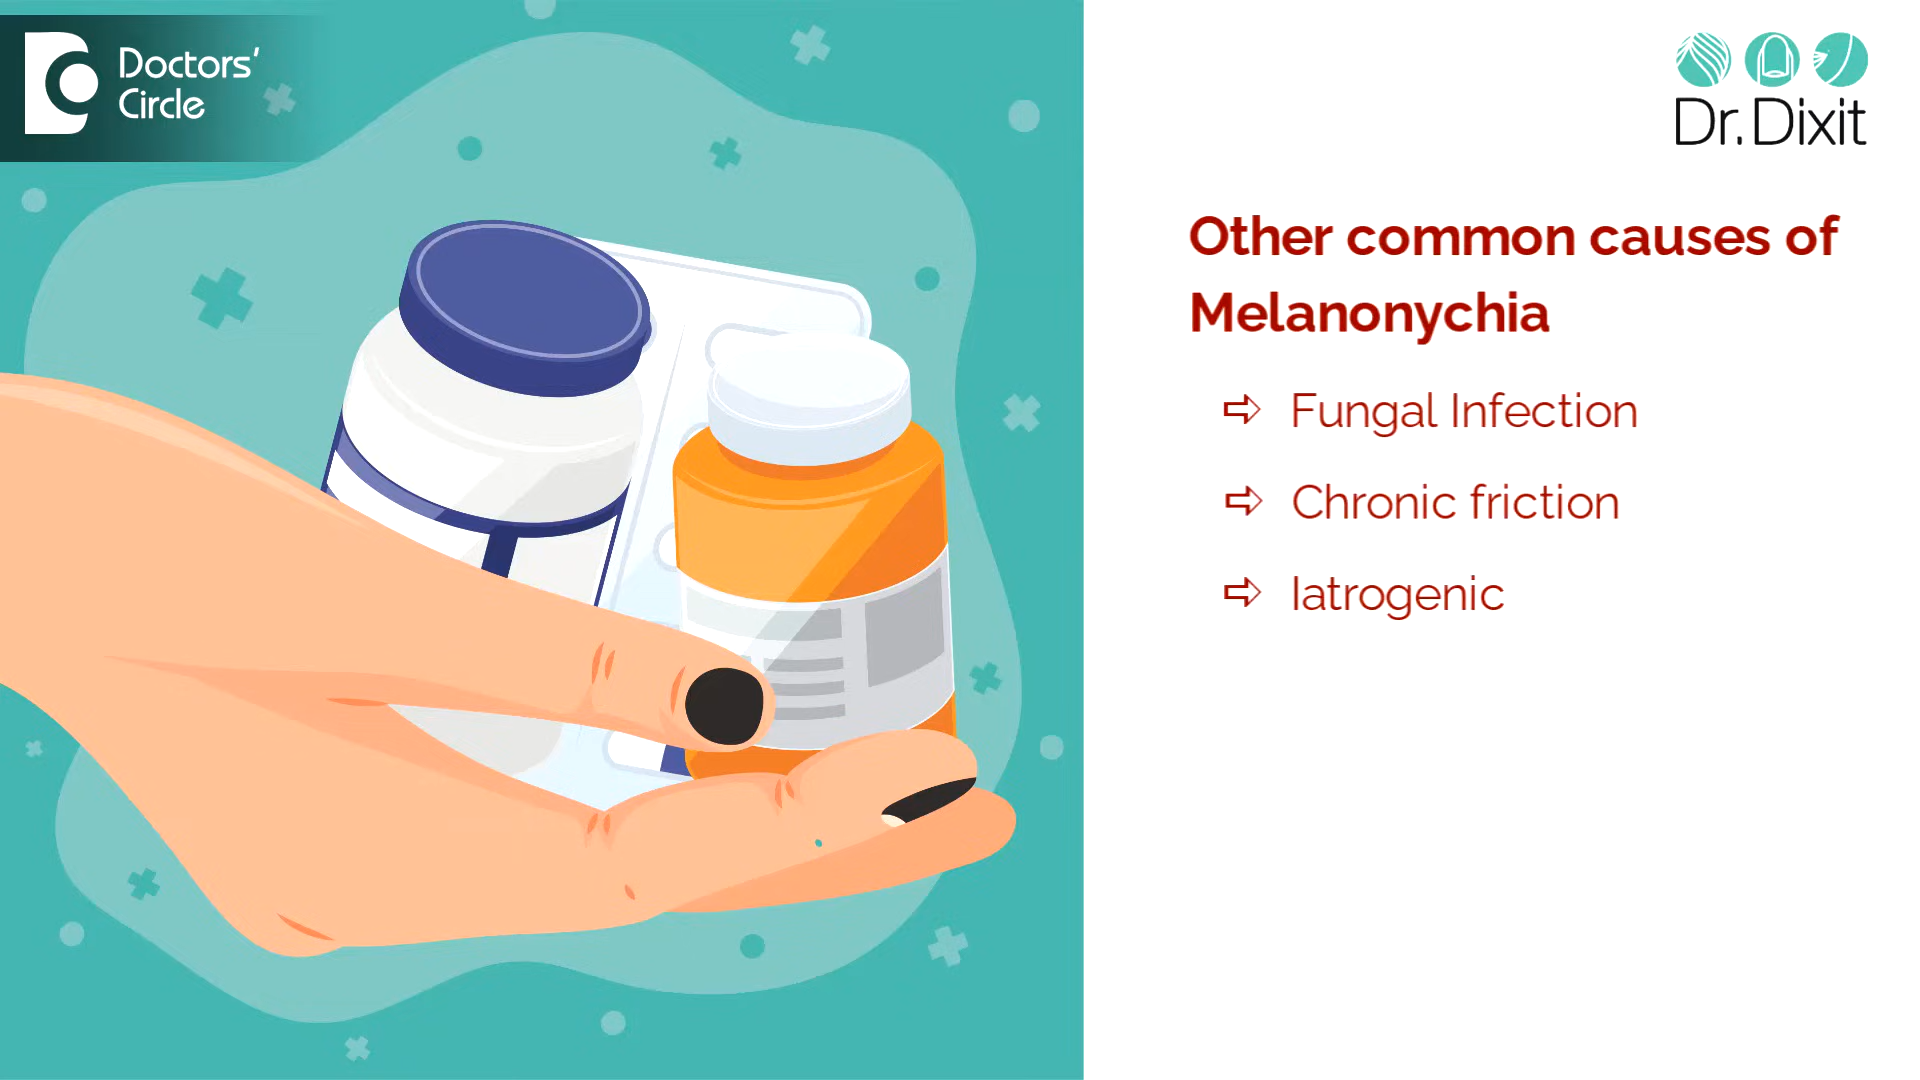 Doctors'
Circle
Dr. Dixit
Other common causes of
Melanonychia
Fungal Infection
Chronic friction
Iatrogenic